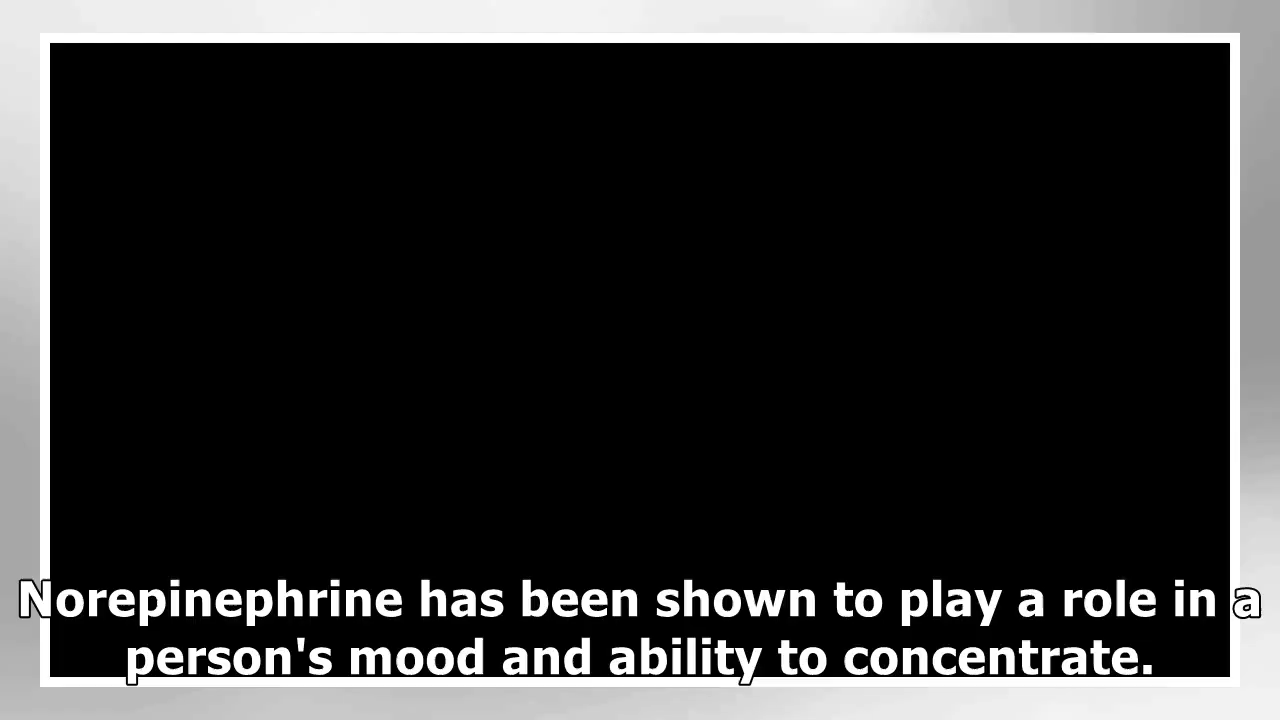 Norepinephrine has been shown to play a role in a
person's mood and ability to concentrate.